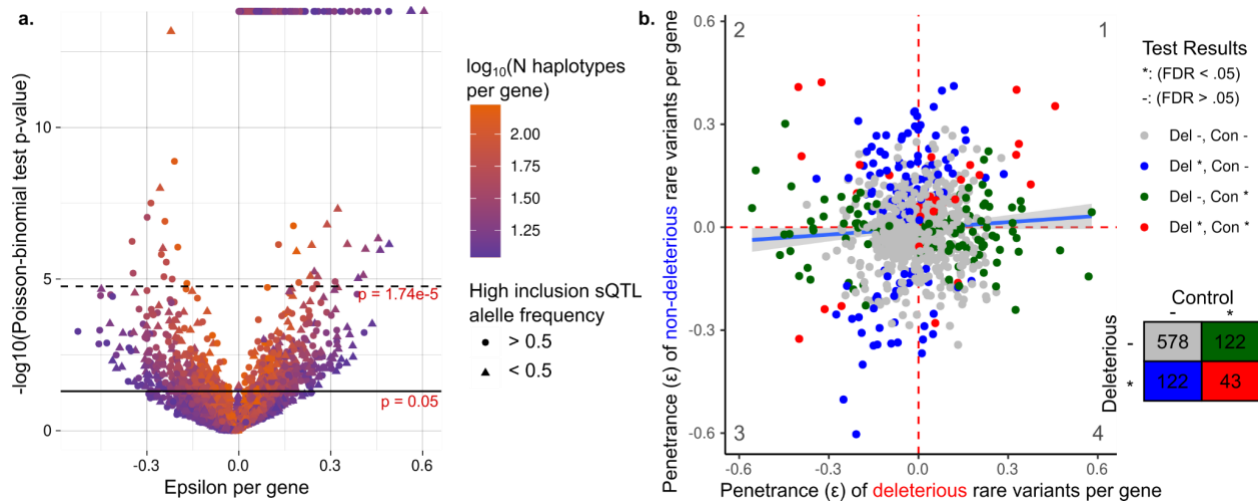 a.
-log10(Poisson-binomial test p-value)
10
5
0
p = 1.74e-5
p = 0.05
-0.3
0.0
0.3
0.6
Epsilon per gene
log10(N haplotypes
per gene)
2.00
1.75
1.50
1.25
High inclusion sQTL
alelle frequency
> 0.5
< 0.5
b.
Penetrance (ε) of non-deleterious rare variants per gene
2
1
3
4
0.6
0.3
0.0
-0.3
-0.6
-0.6
-0.3
0.0
0.3
0.6
Penetrance (ε) of deleterious rare variants per gene
Test Results
*: (FDR < .05)
-: (FDR > .05)
Del -, Con -
Del *, Con -
Del -, Con *
Del *, Con *
Control
- *
Deleterious
- 578 122
* 122 43